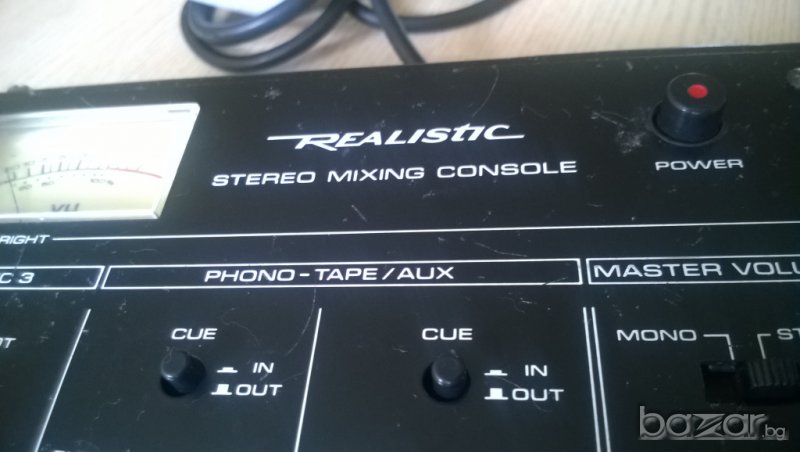 REALISTIC
STEREO MIXING CONSOLE
POWER
VU
RIGHT
C 3
PHONO-TAPE/AUX
MASTER VOLU
CUE
IN
OUT
CUE
IN
OUT
MONO
ST
bazar.bg